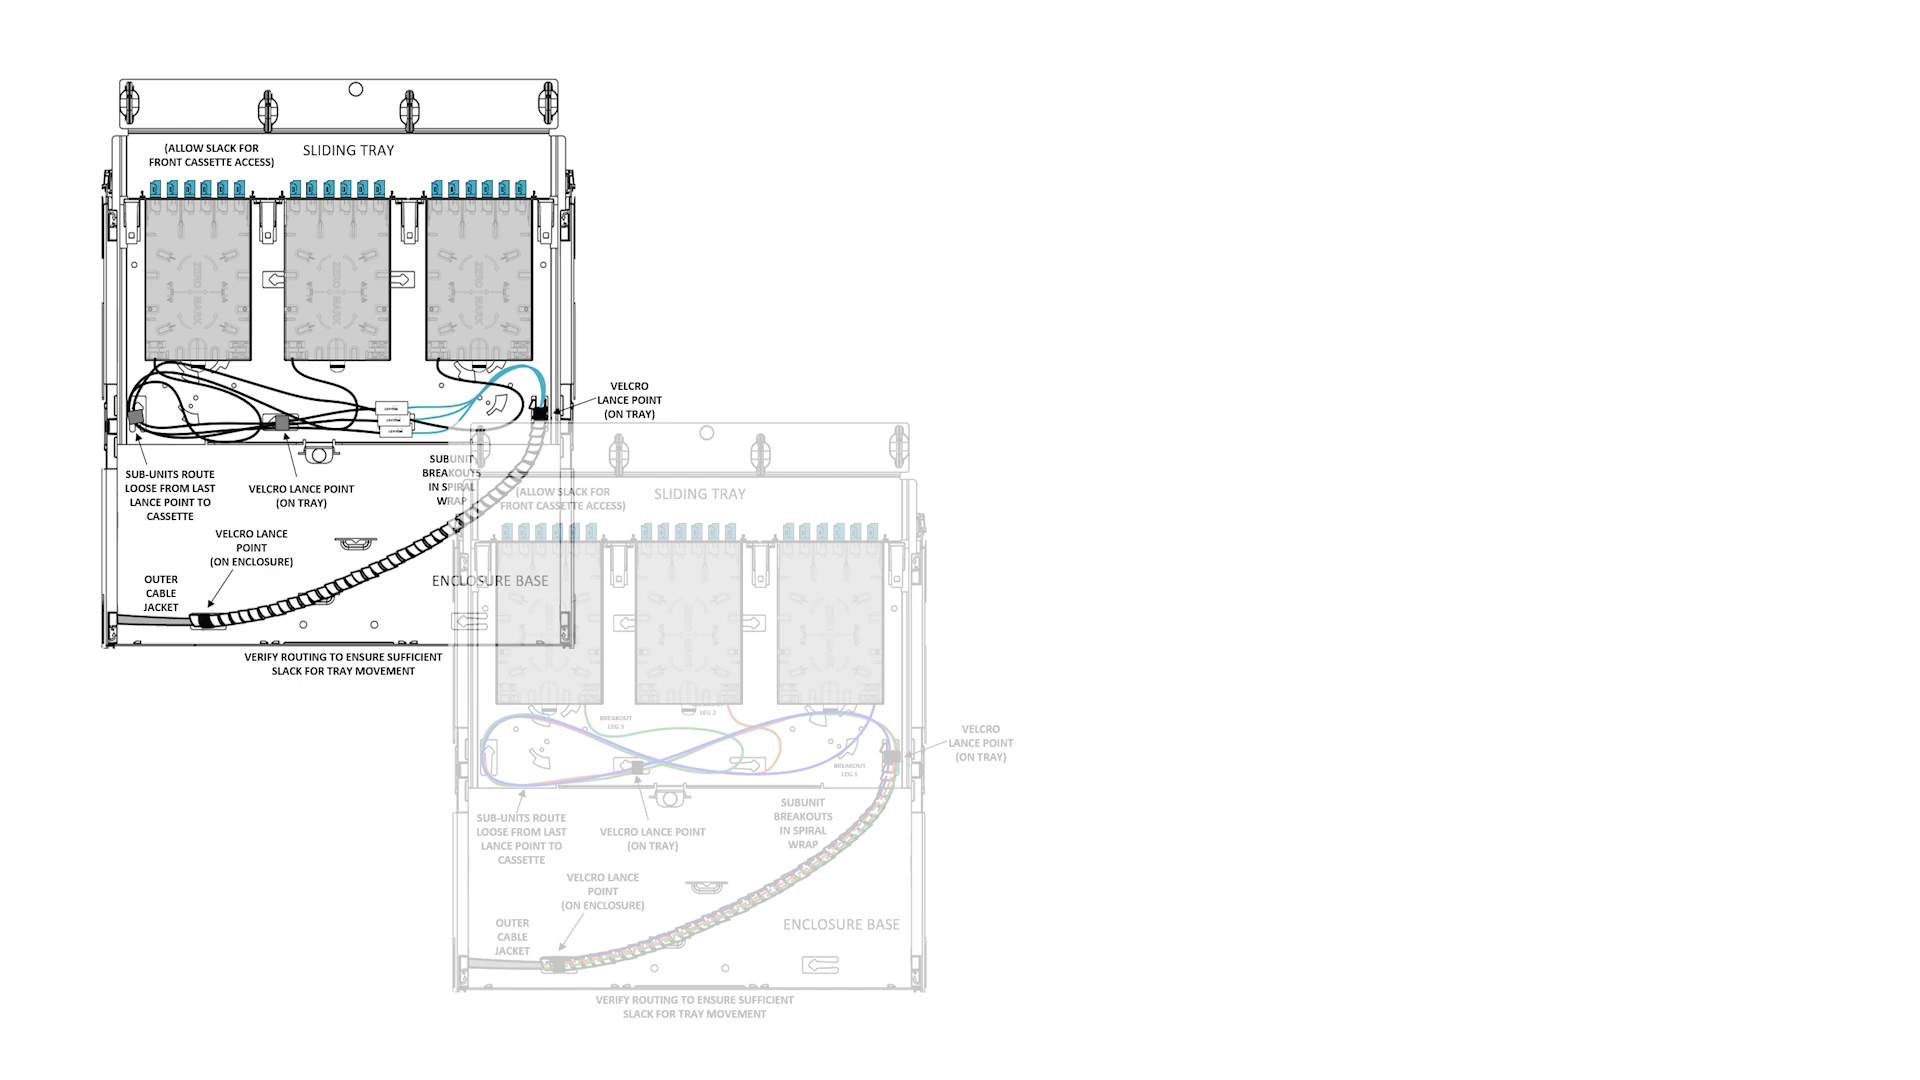 (ALLOW SLACK FOR
FRONT CASSETTE ACCESS)
SLIDING TRAY
VELCRO
LANCE POINT
(ON TRAY)
SUB-UNITS ROUTE
LOOSE FROM LAST
LANCE POINT TO
CASSETTE
VELCRO LANCE POINT
(ON TRAY)
SUBUNIT
BREAKOUTS
IN SPIRAL
WRAP
VELCRO LANCE
POINT
(ON ENCLOSURE)
OUTER
CABLE
JACKET
ENCLOSURE BASE
VERIFY ROUTING TO ENSURE SUFFICIENT
SLACK FOR TRAY MOVEMENT
(ALLOW SLACK FOR
FRONT CASSETTE ACCESS)
SLIDING TRAY
BREAKOUT
LEG 3
LEG 2
BREAKOUT
LEG 1
VELCRO
LANCE POINT
(ON TRAY)
SUB-UNITS ROUTE
LOOSE FROM LAST
LANCE POINT TO
CASSETTE
VELCRO LANCE POINT
(ON TRAY)
SUBUNIT
BREAKOUTS
IN SPIRAL
WRAP
VELCRO LANCE
POINT
(ON ENCLOSURE)
OUTER
CABLE
JACKET
ENCLOSURE BASE
VERIFY ROUTING TO ENSURE SUFFICIENT
SLACK FOR TRAY MOVEMENT